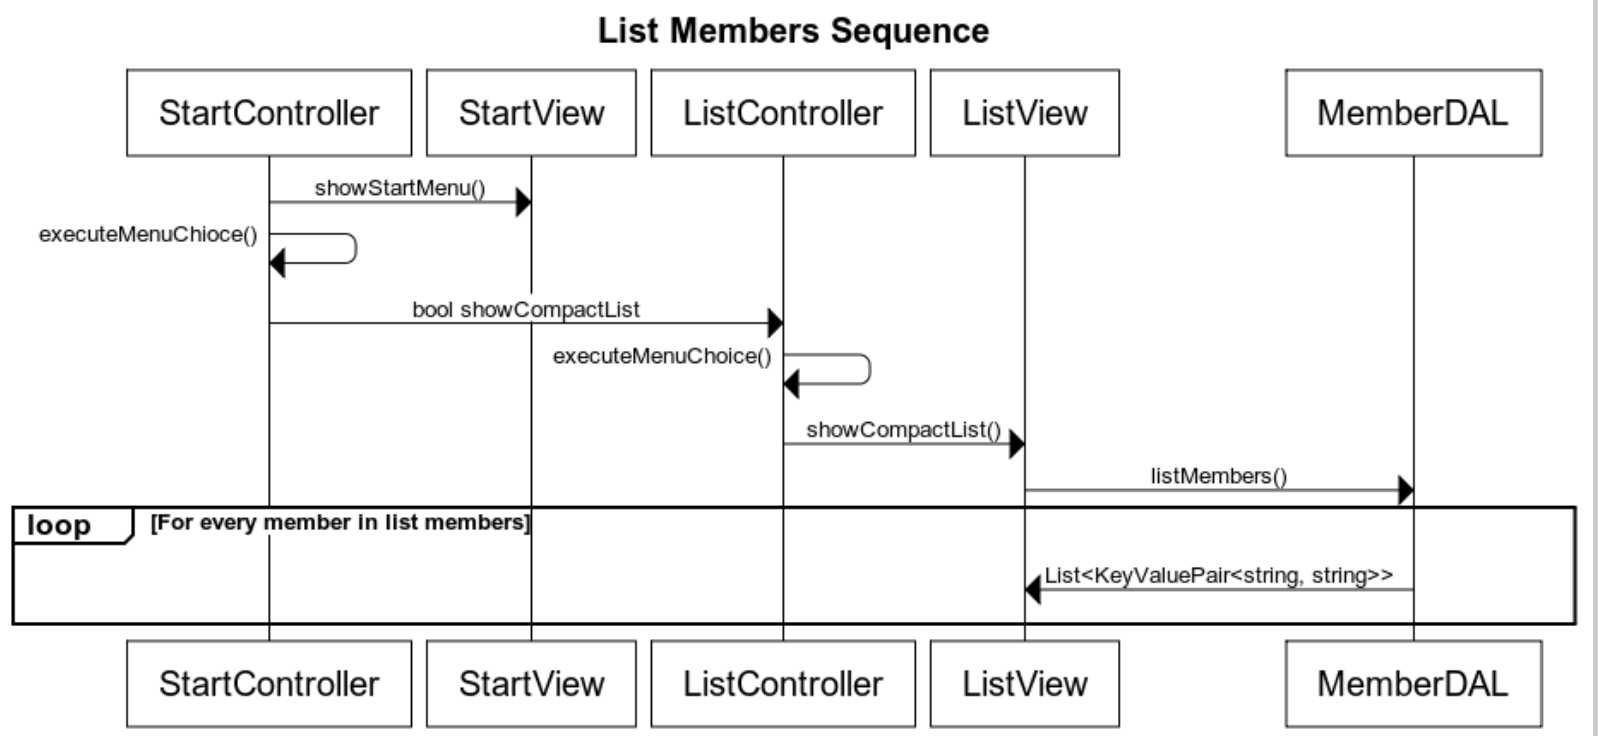 List Members Sequence
StartController
StartView
ListController
ListView
MemberDAL
showStartMenu()
executeMenuChioce()
bool showCompactList
executeMenuChoice()
showCompactList()
listMembers()
loop [For every member in list members]
List<KeyValuePair<string, string>>
StartController
StartView
ListController
ListView
MemberDAL